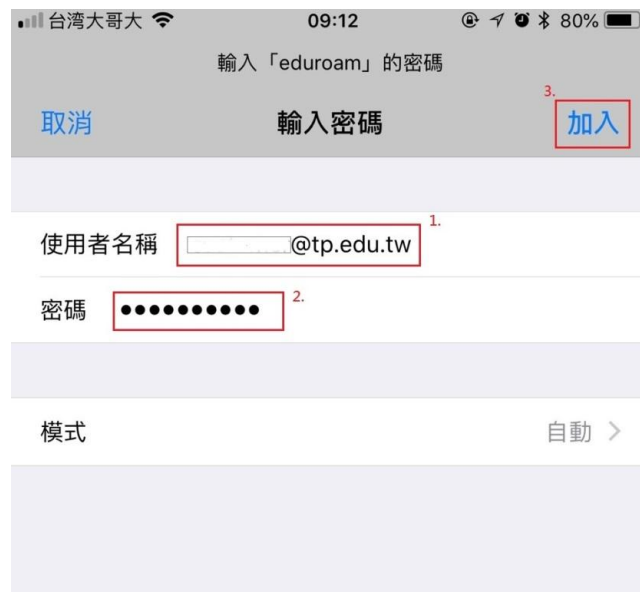 台湾大哥大 09:12 80%
輸入「eduroam」的密碼
3.
取消 輸入密碼 加入
1.
使用者名稱 @tp.edu.tw
2.
密碼 ●●●●●●●●●●
模式 自動